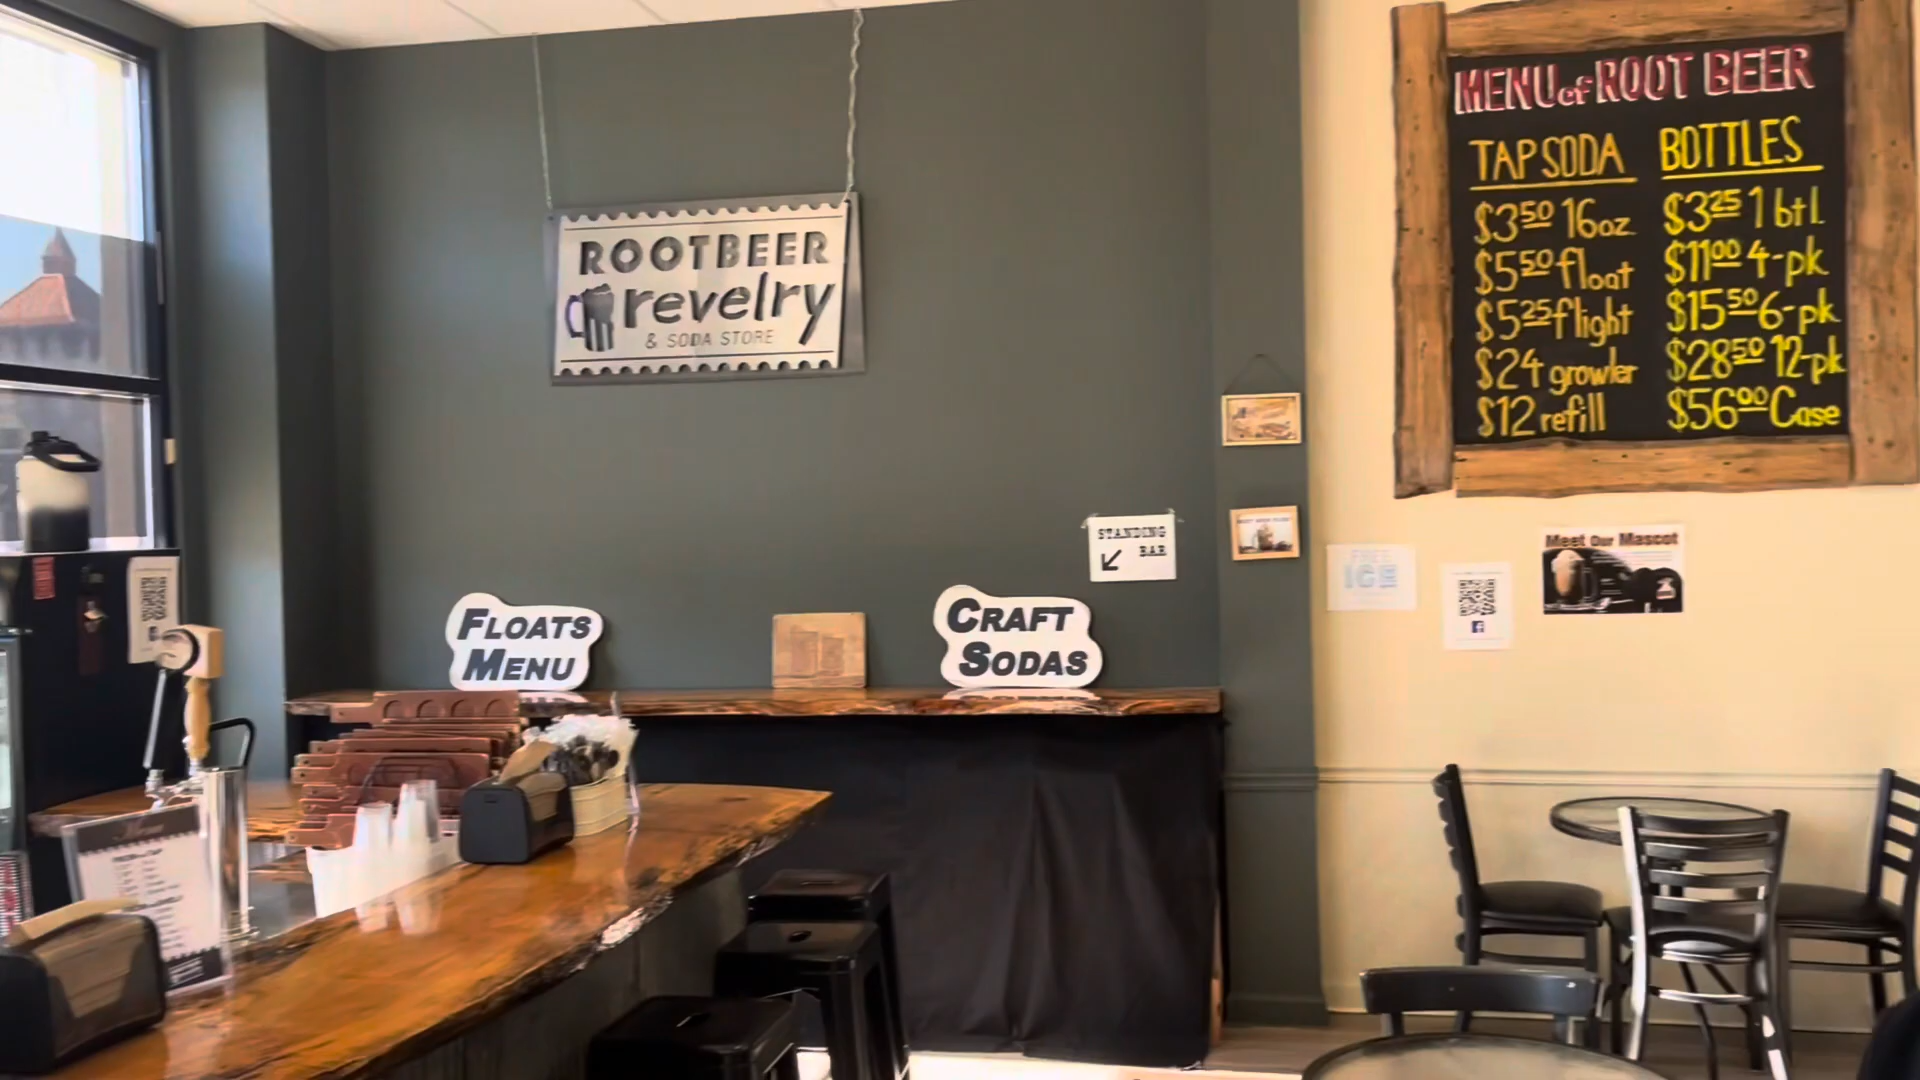 ROOTBEER
revelry
& SODA STORE
MENU of ROOT BEER
TAP SODA
$3.50 16oz.
$5.50 float
$5.25 flight
$24 growler
$12 refill
BOTTLES
$3.25 1 btl.
$11.00 4-pk
$15.50 6-pk
$28.50 12-pk
$56.00 Case
STANDING
BAR
FREE
ICE
Meet Our Mascot
FLOATS
MENU
CRAFT
SODAS